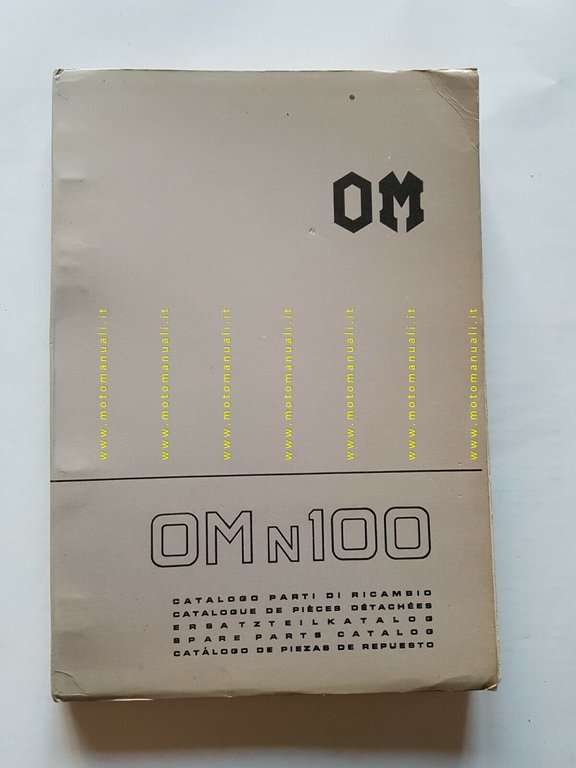 OM
www.motomanuali.it
www.motomanuali.it
www.motomanuali.it
www.motomanuali.it
www.motomanuali.it
www.motomanuali.it
www.motomanuali.it
OM N 100
CATALOGO PARTI DI RICAMBIO
CATALOGUE DE PIÈCES DÉTACHÉES
ERSATZTEILKATALOG
SPARE PARTS CATALOG
CATÁLOGO DE PIEZAS DE REPUESTO